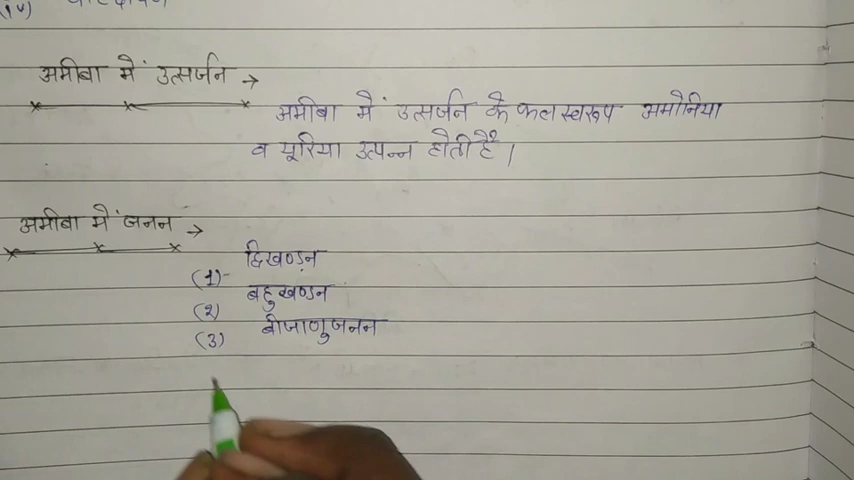 (iv)
अमीबा में उत्सर्जन →
अमीबा में उत्सर्जन के फलस्वरूप अमोनिया
व यूरिया उत्पन्न होती है।
अमीबा में जनन →
(1)- द्विखण्डन
(2) बहुखण्डन
(3) बीजाणुजनन